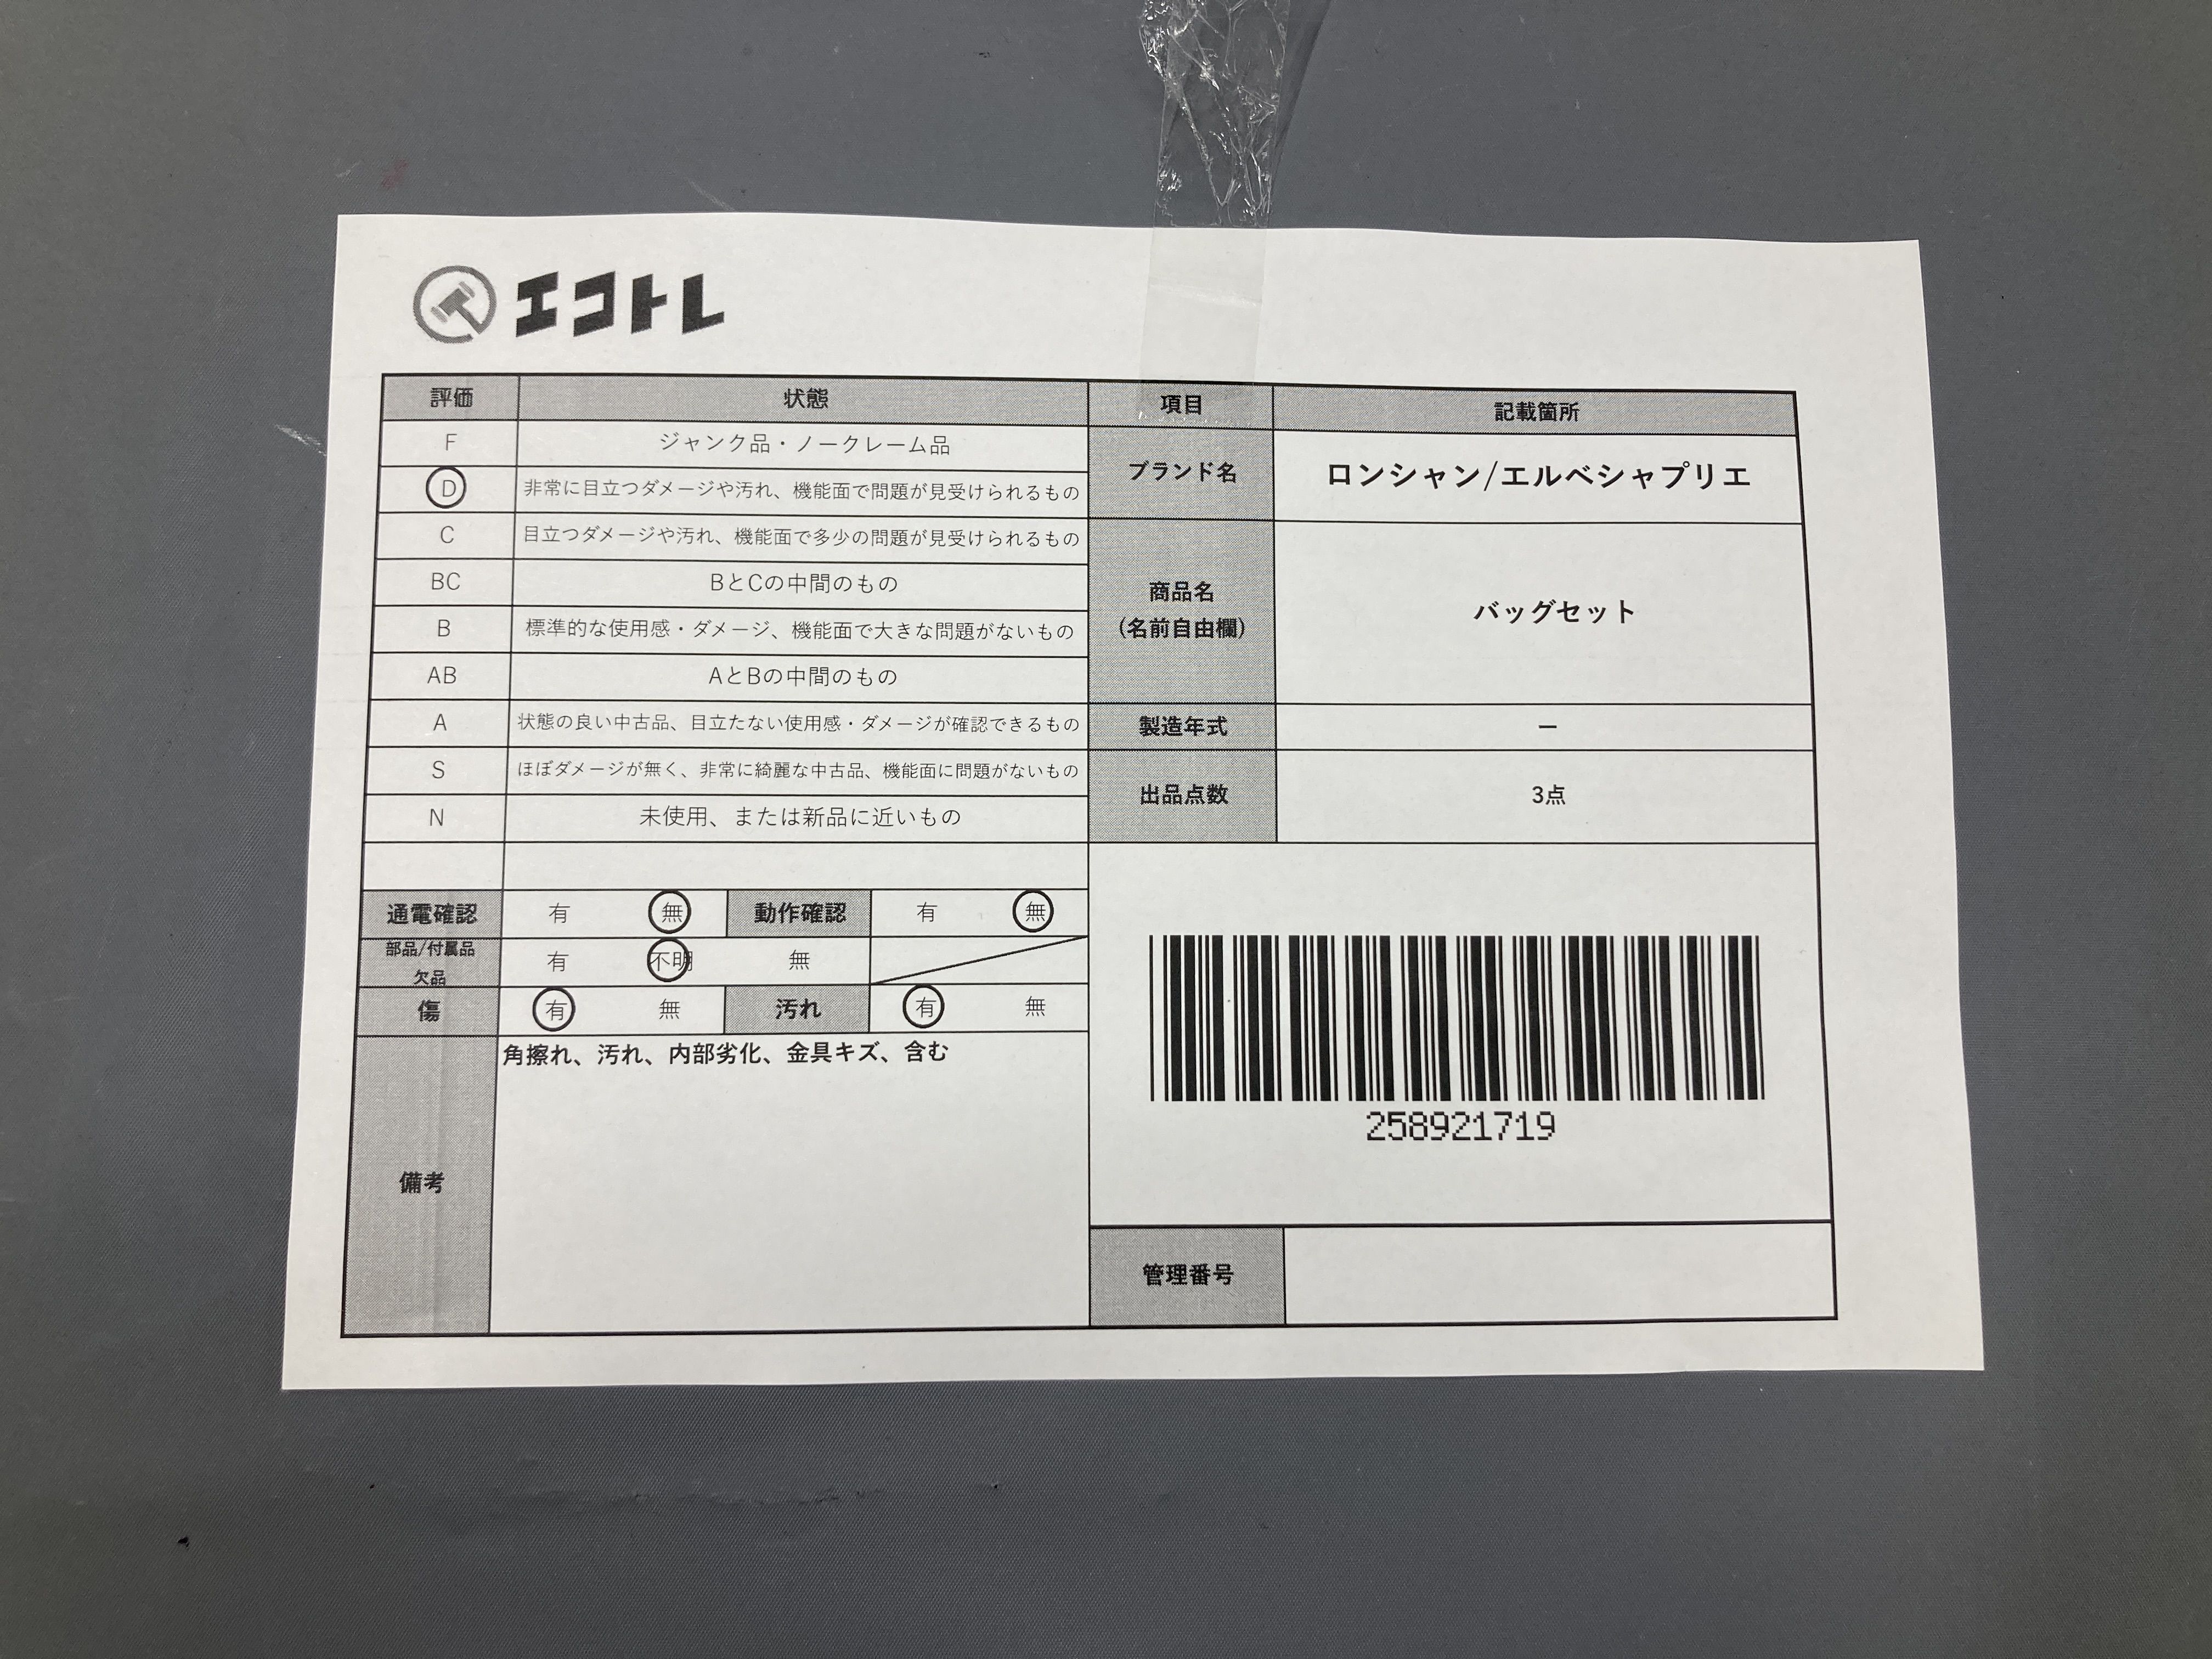 エコトレ
評価 状態 項目 記載箇所
F ジャンク品・ノークレーム品
D 非常に目立つダメージや汚れ、機能面で問題が見受けられるもの
ブランド名 ロンシャン/エルベシャプリエ
C 目立つダメージや汚れ、機能面で多少の問題が見受けられるもの
BC BとCの中間のもの
商品名
(名前自由欄)
バッグセット
B 標準的な使用感・ダメージ、機能面で大きな問題がないもの
AB AとBの中間のもの
A 状態の良い中古品、目立たない使用感・ダメージが確認できるもの
製造年式 ー
S ほぼダメージが無く、非常に綺麗な中古品、機能面に問題がないもの
出品点数 3点
N 未使用、または新品に近いもの
通電確認 有 無 動作確認 有 無
部品/付属品
欠品
有 不明 無
傷 有 無 汚れ 有 無
備考
角擦れ、汚れ、内部劣化、金具キズ、含む
258921719
管理番号